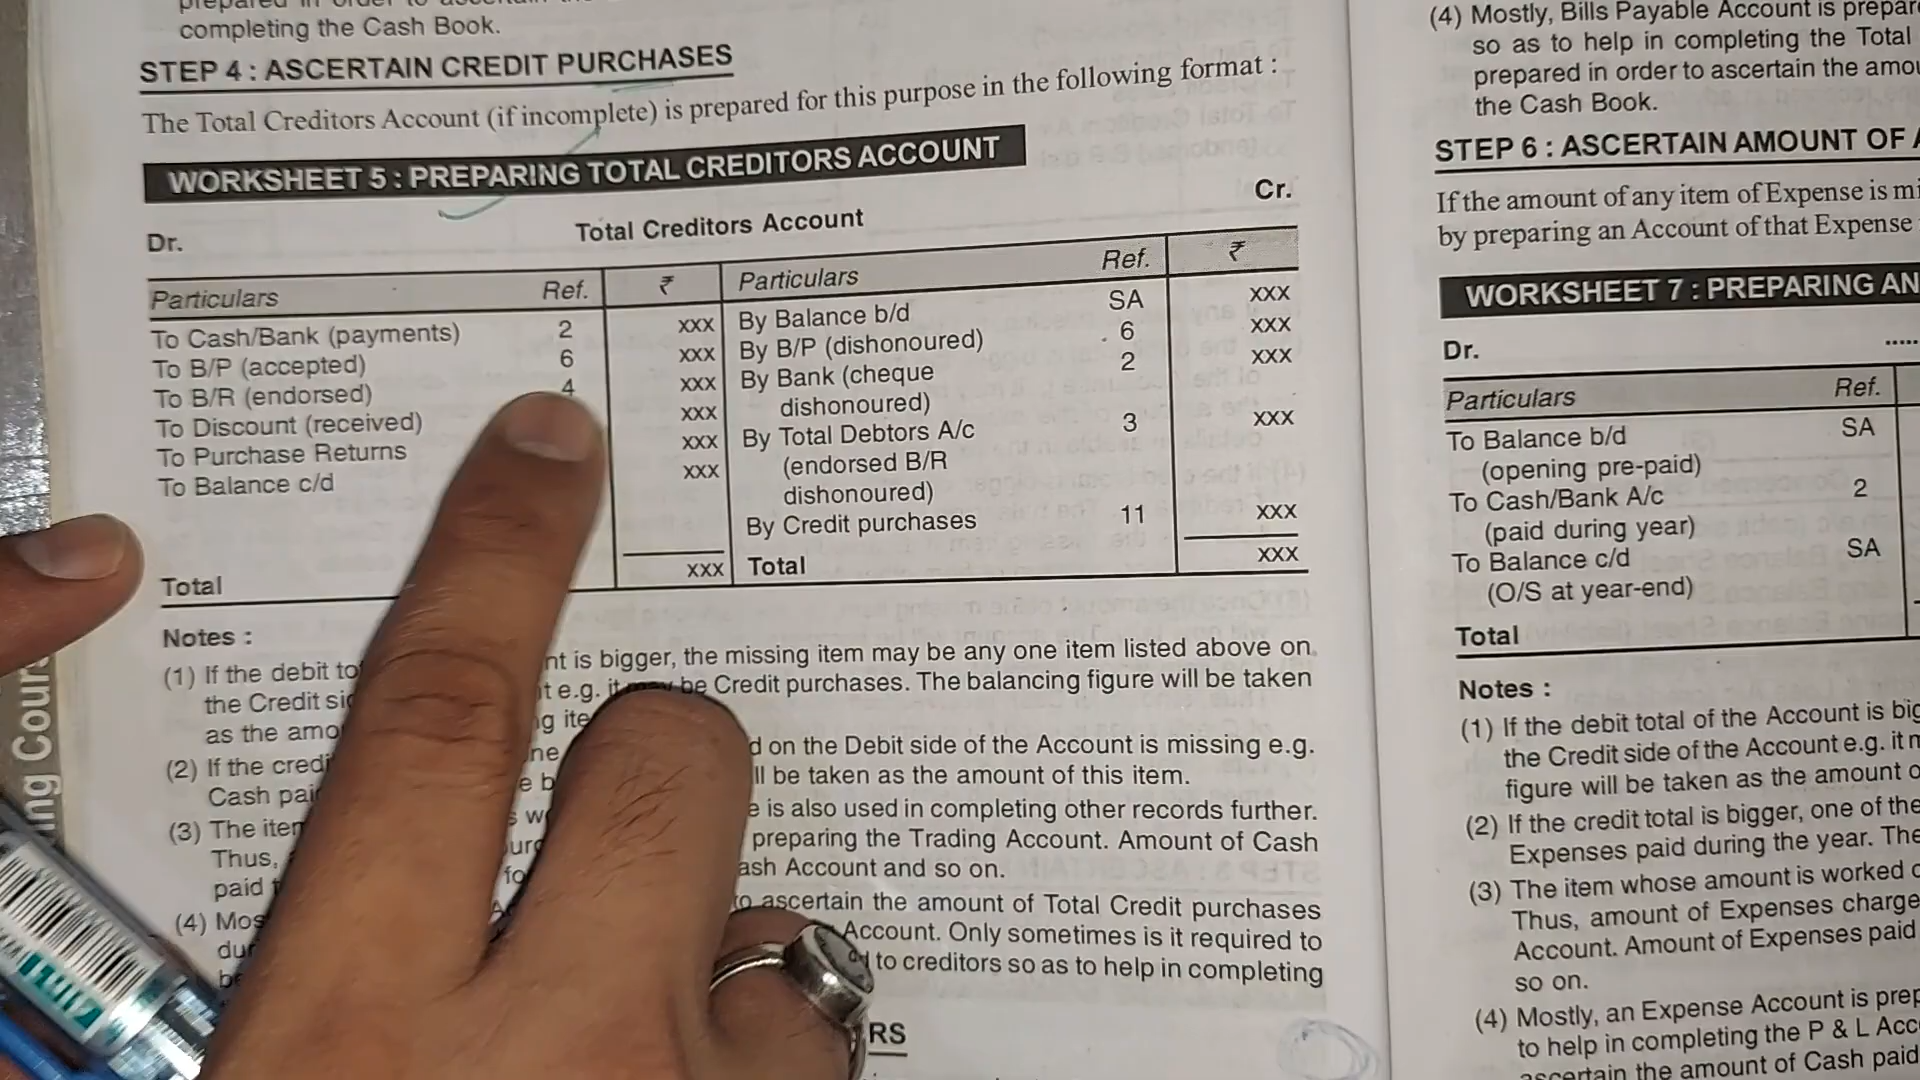 completing the Cash Book.
STEP 4 : ASCERTAIN CREDIT PURCHASES
The Total Creditors Account (if incomplete) is prepared for this purpose in the following format :
WORKSHEET 5 : PREPARING TOTAL CREDITORS ACCOUNT
Dr. Total Creditors Account Cr.
Particulars Ref. ₹ Particulars Ref. ₹
To Cash/Bank (payments) 2 xxx By Balance b/d SA xxx
To B/P (accepted) 6 xxx By B/P (dishonoured) 6 xxx
To B/R (endorsed) 4 xxx By Bank (cheque 2 xxx
To Discount (received) xxx dishonoured)
To Purchase Returns xxx By Total Debtors A/c 3 xxx
To Balance c/d xxx (endorsed B/R
dishonoured)
By Credit purchases 11 xxx
Total xxx Total xxx
Notes :
(1) If the debit is bigger, the missing item may be any one item listed above on
the Credit e.g. it be Credit purchases. The balancing figure will be taken
as the
(2) If the on the Debit side of the Account is missing e.g.
Cash be taken as the amount of this item.
(3) The is also used in completing other records further.
Thus, preparing the Trading Account. Amount of Cash
paid Account and so on.
(4) ascertain the amount of Total Credit purchases
Account. Only sometimes is it required to
to creditors so as to help in completing
(4) Mostly, Bills Payable Account is
so as to help in completing the Total
prepared in order to ascertain the
the Cash Book.
STEP 6 : ASCERTAIN AMOUNT OF
If the amount of any item of Expense is
by preparing an Account of that Expense
WORKSHEET 7 : PREPARING AN
Dr. .....
Particulars Ref.
To Balance b/d SA
(opening pre-paid)
To Cash/Bank A/c 2
(paid during year)
To Balance c/d SA
(O/S at year-end)
Total
Notes :
(1) If the debit total of the Account is
the Credit side of the Account e.g. it
figure will be taken as the amount
(2) If the credit total is bigger, one of the
Expenses paid during the year. The
(3) The item whose amount is worked
Thus, amount of Expenses
Account. Amount of Expenses paid
so on.
(4) Mostly, an Expense Account is
to help in completing the P & L
ascertain the amount of Cash paid